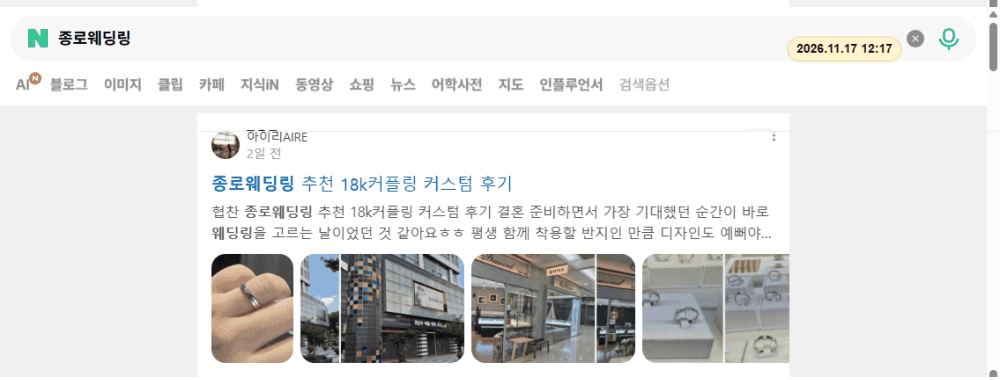 N 종로웨딩링
2026.11.17 12:17
AI N 블로그 이미지 클립 카페 지식iN 동영상 쇼핑 뉴스 어학사전 지도 인플루언서 검색옵션
아이리AIRE
2일 전
종로웨딩링 추천 18k커플링 커스텀 후기
협찬 종로웨딩링 추천 18k커플링 커스텀 후기 결혼 준비하면서 가장 기대했던 순간이 바로
웨딩링을 고르는 날이었던 것 같아요ㅎㅎ 평생 함께 착용할 반지인 만큼 디자인도 예뻐야...